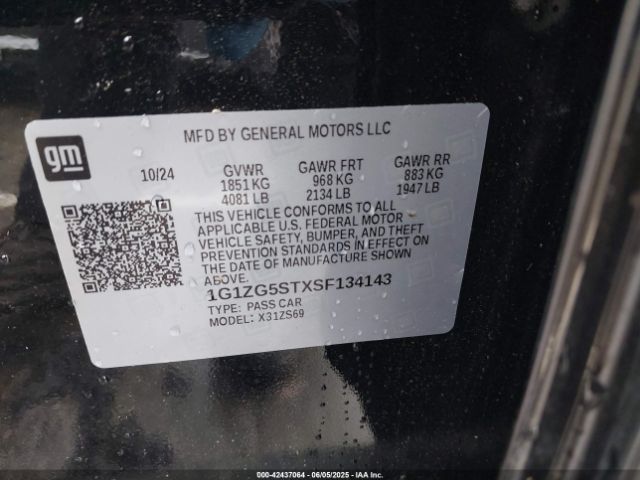 gm
MFD BY GENERAL MOTORS LLC
10/24 GVWR GAWR FRT GAWR RR
1851 KG 968 KG 883 KG
4081 LB 2134 LB 1947 LB
THIS VEHICLE CONFORMS TO ALL
APPLICABLE U.S. FEDERAL MOTOR
VEHICLE SAFETY, BUMPER, AND THEFT
PREVENTION STANDARDS IN EFFECT ON
THE DATE OF MANUFACTURE SHOWN
ABOVE.
1G1ZG5STXSF134143
TYPE: PASS CAR
MODEL: X31ZS69
000-42437064 - 06/05/2025 - IAA Inc.